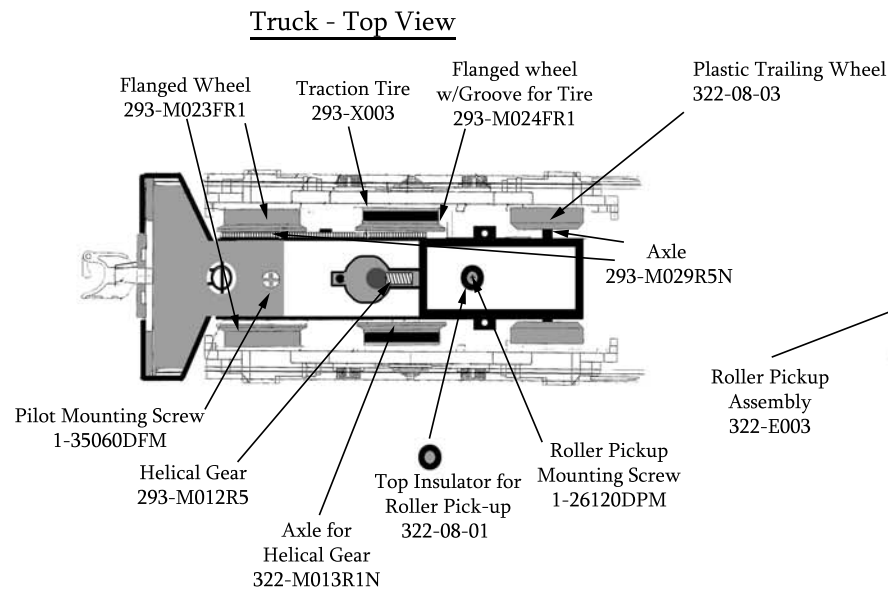 Truck - Top View
Flanged Wheel
293-M023FR1
Traction Tire
293-X003
Flanged wheel
w/Groove for Tire
293-M024FR1
Plastic Trailing Wheel
322-08-03
Axle
293-M029R5N
Roller Pickup
Assembly
322-E003
Pilot Mounting Screw
1-35060DFM
Helical Gear
293-M012R5
Axle for
Helical Gear
322-M013R1N
Top Insulator for
Roller Pick-up
322-08-01
Roller Pickup
Mounting Screw
1-26120DPM